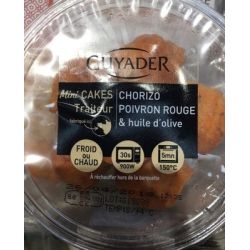 GUYADER
Mini CAKES
Traiteur
CHORIZO
POIVRON ROUGE
& huile d'olive
FROID
ou
CHAUD
30s
900W
5mn
150°C
A réchauffer hors de la barquette